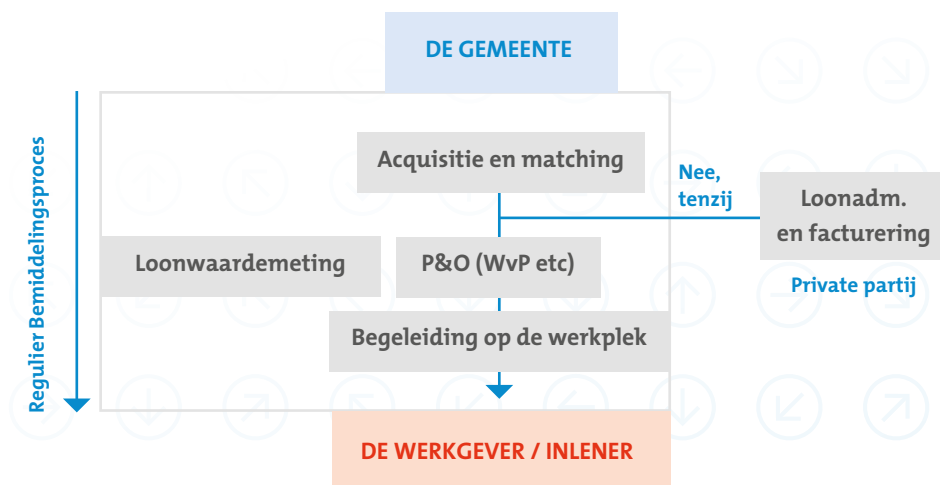 DE GEMEENTE
Regulier Bemiddelingsproces
Acquisitie en matching
Nee,
tenzij
Loonadm.
en facturering
Private partij
Loonwaardemeting
P&O (WvP etc)
Begeleiding op de werkplek
DE WERKGEVER / INLENER